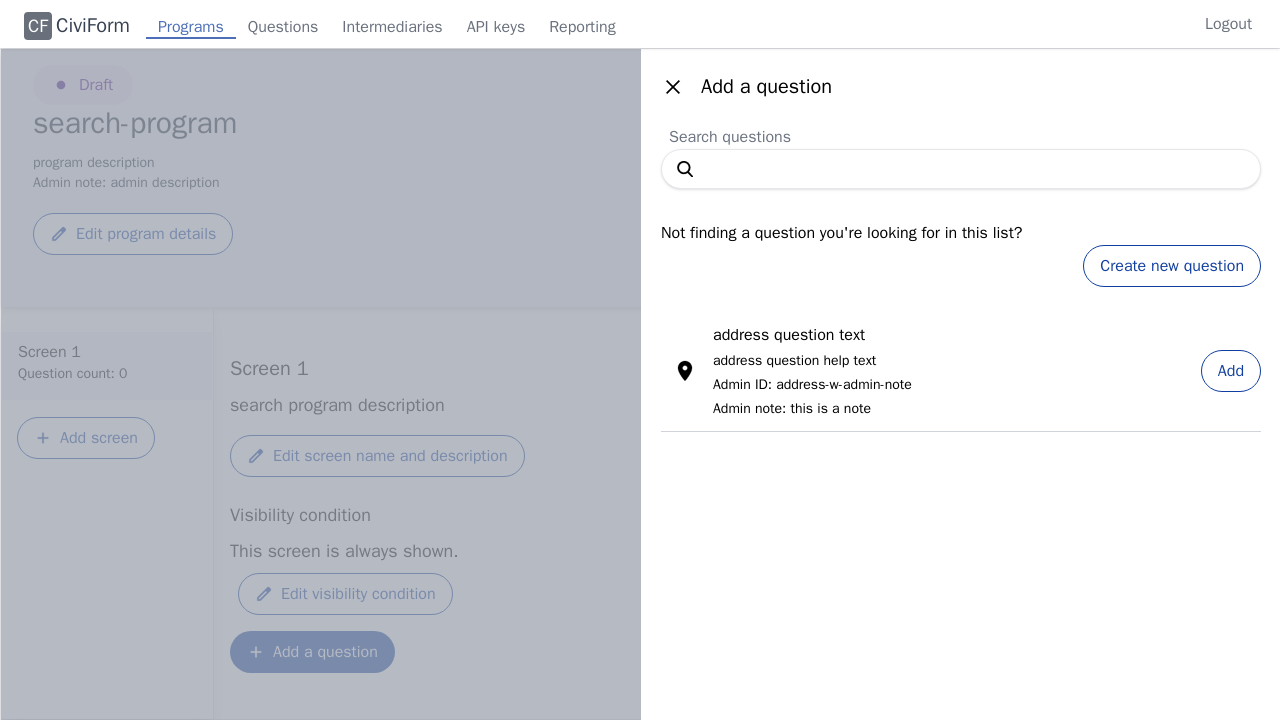 CF CiviForm Programs Questions Intermediaries API keys Reporting Logout
Draft
search-program
program description
Admin note: admin description
Edit program details
Screen 1
Question count: 0
Add screen
Screen 1
search program description
Edit screen name and description
Visibility condition
This screen is always shown.
Edit visibility condition
Add a question
Add a question
Search questions
Not finding a question you're looking for in this list?
Create new question
address question text
address question help text
Admin ID: address-w-admin-note
Admin note: this is a note
Add